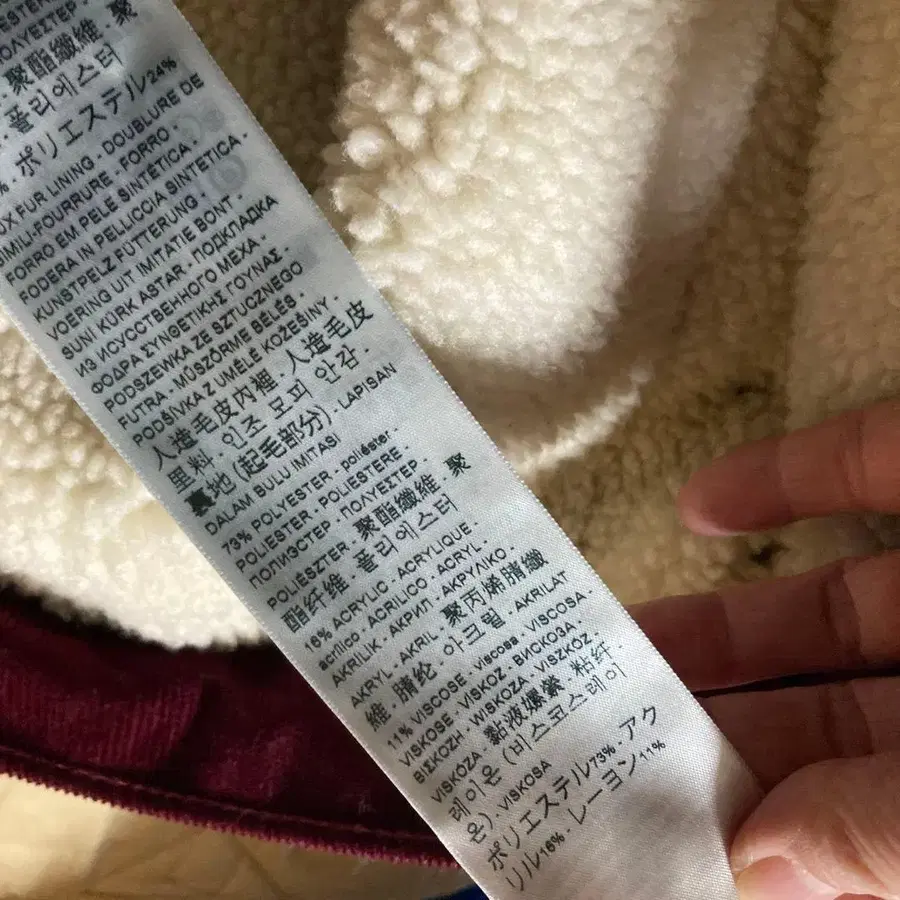 ПОЛУЕСТЕР · 聚
· 聚酯纖維 ·
· 폴리에스터
% · ポリエステル24%
FUR LINING · DOUBLURE DE
SIMILI-FOURRURE · FORRO ·
FORRO EM PELE SINTETICA ·
FODERA IN PELLICCIA SINTETICA ·
KUNSTPELZ FÜTTERUNG ·
VOERING UIT IMITATIE BONT ·
SUNİ KÜRK ASTAR · ПОДКЛАДКА
ИЗ ИСКУССТВЕННОГО МЕХА ·
ΦΟΔΡΑ ΣΥΝΘΕΤΙΚΗΣ ΓΟΥΝΑΣ ·
PODSZEWKA ZE SZTUCZNEGO
FUTRA · MŰSZŐRME BÉLÉS ·
PODŠÍVKA Z UMĚLÉ KOŽEŠINY ·
人造毛皮內裡 · 人造毛皮
里料 · 인조 모피 안감 ·
裏地 (起毛部分) · LAPISAN
DALAM BULU IMITASI
73% POLYESTER - poliéster ·
POLIESTER · POLIESTERE ·
ПОЛИЭСТЕР · ΠΟΛΥΕΣΤΕΡ ·
POLIÉSZTER · 聚酯纖維 · 聚
酯纤维 · 폴리에스터
16% ACRYLIC · ACRYLIQUE ·
acrílico · ACRILICO · ACRYL ·
AKRİLİK · АКРИЛ · ΑΚΡΥΛΙΚΟ ·
AKRYL · AKRIL · 聚丙烯腈纖
維 · 腈纶 · 아크릴 · AKRILAT
11% VISCOSE · viscosa · VISCOSA ·
VISKOSE · VISKOZ · ВИСКОЗА ·
ΒΙΣΚΟΖΗ · WISKOZA · VISZKÓZ ·
VISKÓZA · 黏液嫘縈 · 粘纤 ·
레이온 (비스코스레이
온) · VISKOSA
ポリエステル73% · アク
リル16% · レーヨン11%